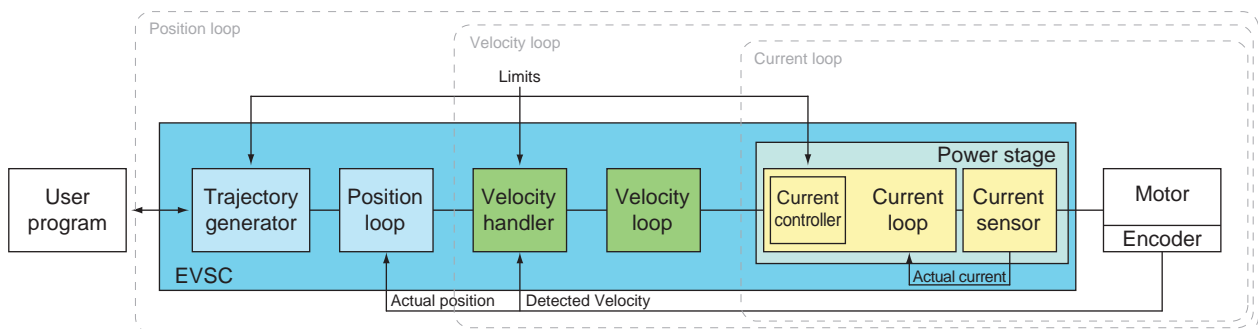 Position loop
Velocity loop
Current loop
Limits
Power stage
User
program
Trajectory
generator
Position
loop
Velocity
handler
Velocity
loop
Current
controller
Current
loop
Current
sensor
Motor
Encoder
EVSC
Actual current
Actual position
Detected Velocity